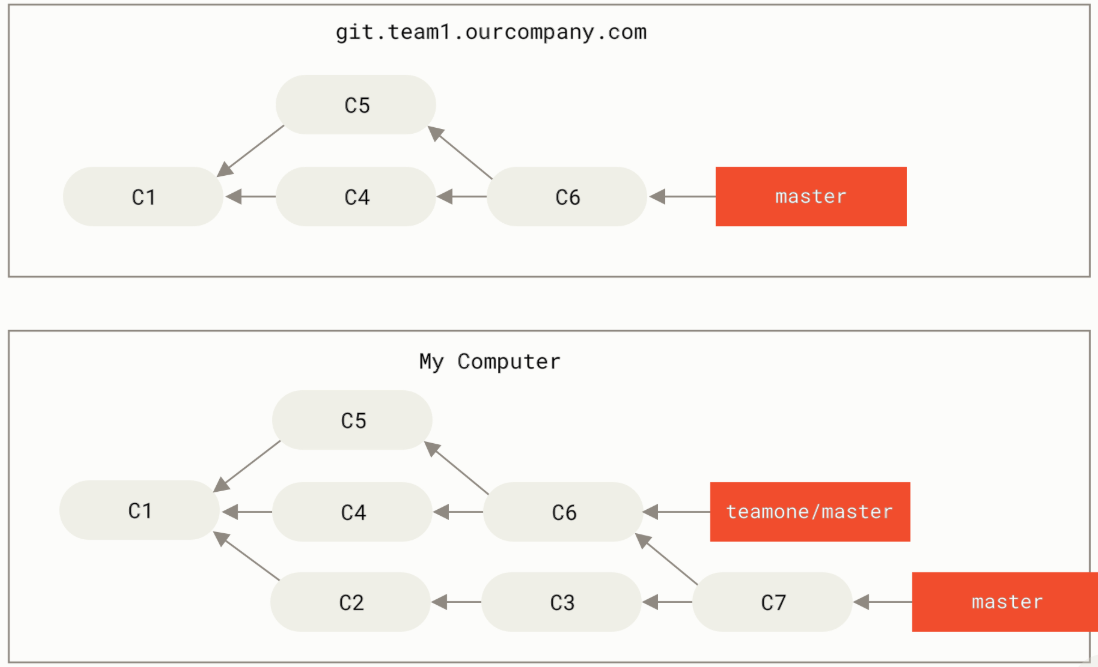 git.team1.ourcompany.com
C5
C1
C4
C6
master
My Computer
C5
C1
C4
C6
teamone/master
C2
C3
C7
master